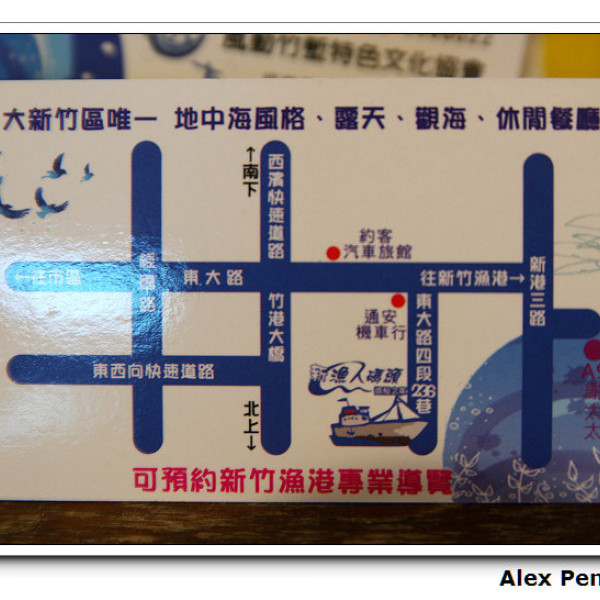 風動竹塹特色文化協會
大新竹區唯一 地中海風格、露天、觀海、休閒餐廳
←南下
西濱快速道路
約客
汽車旅館
←往市區
經國路
東大路
往新竹漁港→
新港三路
竹港大橋
通安
機車行
東大路四段236巷
東西向快速道路
新漁人碼頭
北上→
可預約新竹漁港專業導覽
Alex Pen